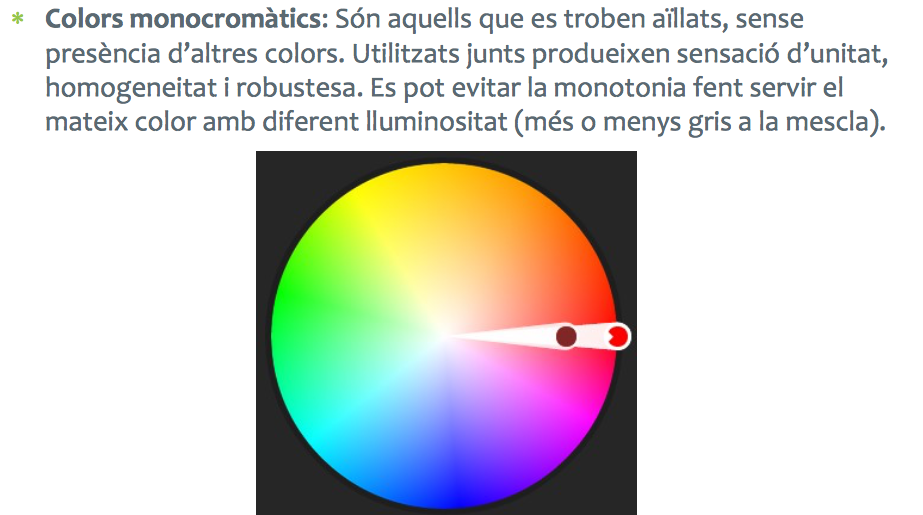 * Colors monocromàtics: Són aquells que es troben aïllats, sense
presència d’altres colors. Utilitzats junts produeixen sensació d’unitat,
homogeneitat i robustesa. Es pot evitar la monotonia fent servir el
mateix color amb diferent lluminositat (més o menys gris a la mescla).